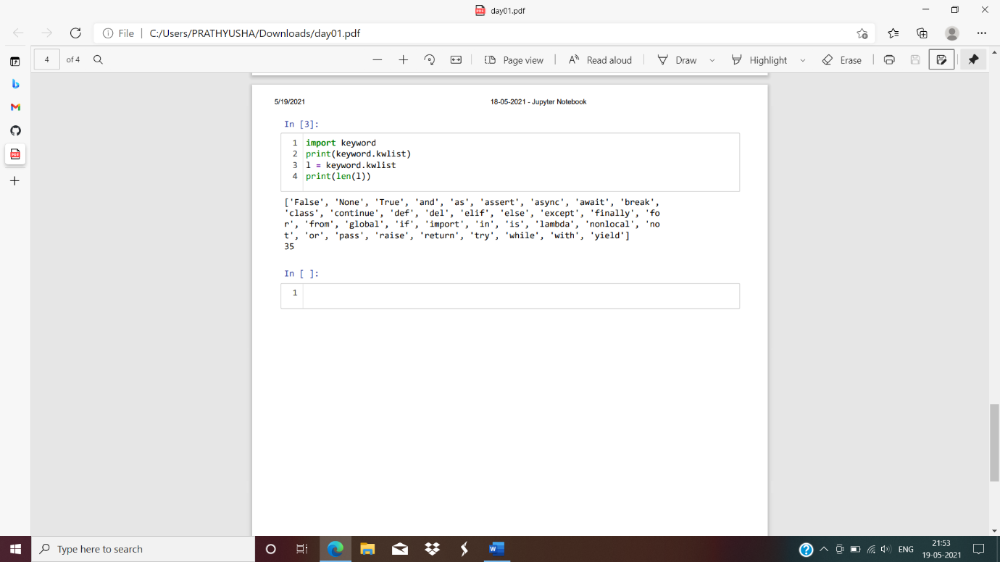 day01.pdf
File C:/Users/PRATHYUSHA/Downloads/day01.pdf
4 of 4 Page view Read aloud Draw Highlight Erase
5/19/2021 18-05-2021 - Jupyter Notebook
In [3]:
1 import keyword
2 print(keyword.kwlist)
3 l = keyword.kwlist
4 print(len(l))
['False', 'None', 'True', 'and', 'as', 'assert', 'async', 'await', 'break',
'class', 'continue', 'def', 'del', 'elif', 'else', 'except', 'finally', 'fo
r', 'from', 'global', 'if', 'import', 'in', 'is', 'lambda', 'nonlocal', 'no
t', 'or', 'pass', 'raise', 'return', 'try', 'while', 'with', 'yield']
35
In [ ]:
1
Type here to search
ENG
21:53
19-05-2021